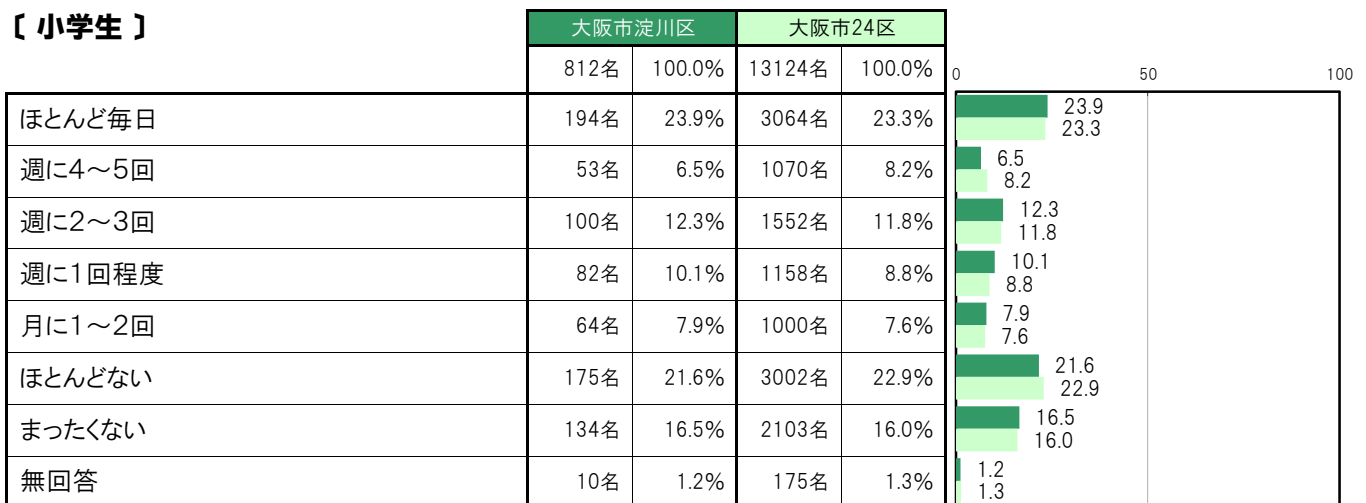 〔 小学生 〕
大阪市淀川区 大阪市24区
812名 100.0% 13124名 100.0% 0 50 100
ほとんど毎日 194名 23.9% 3064名 23.3% 23.9
23.3
週に4～5回 53名 6.5% 1070名 8.2% 6.5
8.2
週に2～3回 100名 12.3% 1552名 11.8% 12.3
11.8
週に1回程度 82名 10.1% 1158名 8.8% 10.1
8.8
月に1～2回 64名 7.9% 1000名 7.6% 7.9
7.6
ほとんどない 175名 21.6% 3002名 22.9% 21.6
22.9
まったくない 134名 16.5% 2103名 16.0% 16.5
16.0
無回答 10名 1.2% 175名 1.3% 1.2
1.3